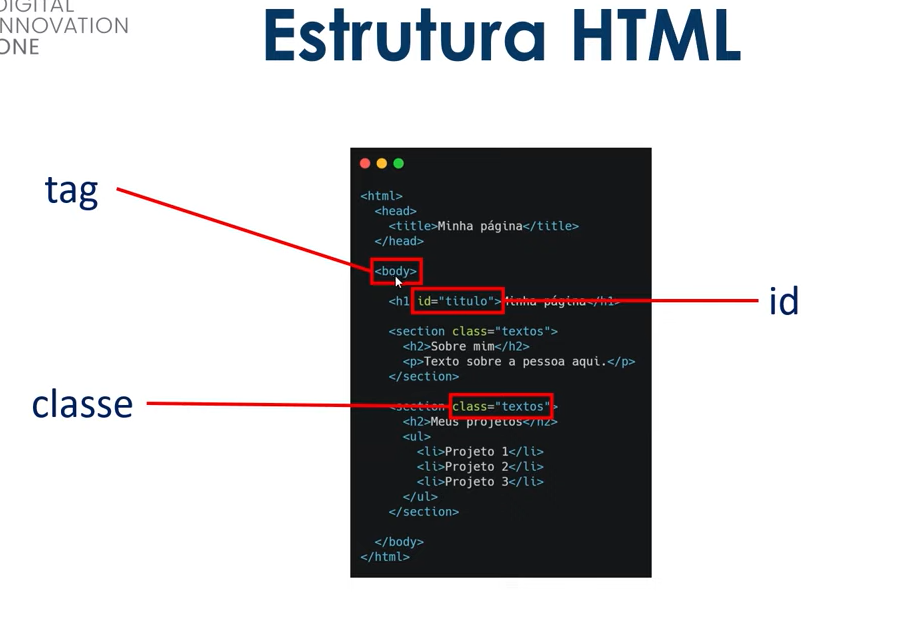 DIGITAL
INNOVATION
ONE
Estrutura HTML
tag
<html>
<head>
<title>Minha página</title>
</head>
<body>
<h1 id="titulo">Minha página</h1>
id
<section class="textos">
<h2>Sobre mim</h2>
<p>Texto sobre a pessoa aqui.</p>
</section>
classe
<section class="textos">
<h2>Meus projetos</h2>
<ul>
<li>Projeto 1</li>
<li>Projeto 2</li>
<li>Projeto 3</li>
</ul>
</section>
</body>
</html>